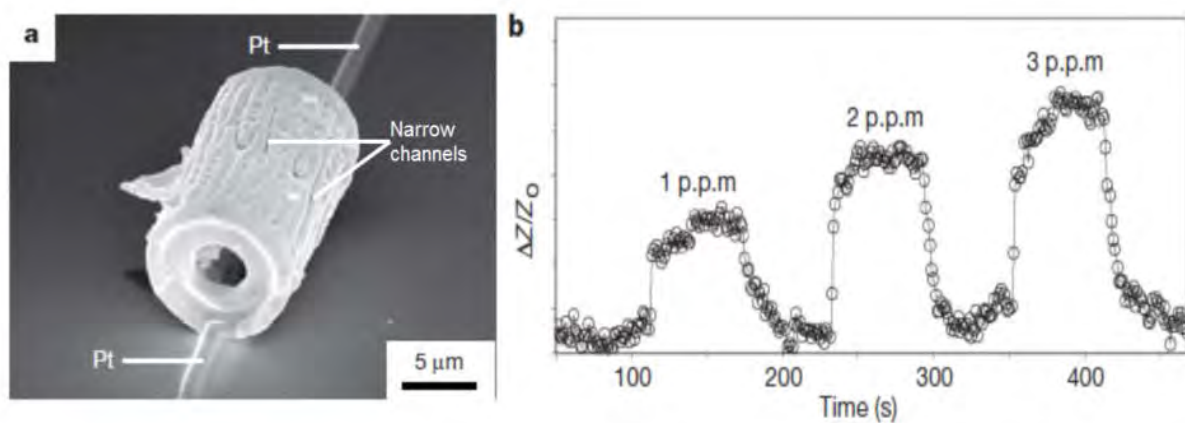 a
Pt
Narrow
channels
Pt
5 μm
b
ΔZ/Z₀
1 p.p.m
2 p.p.m
3 p.p.m
100 200 300 400
Time (s)